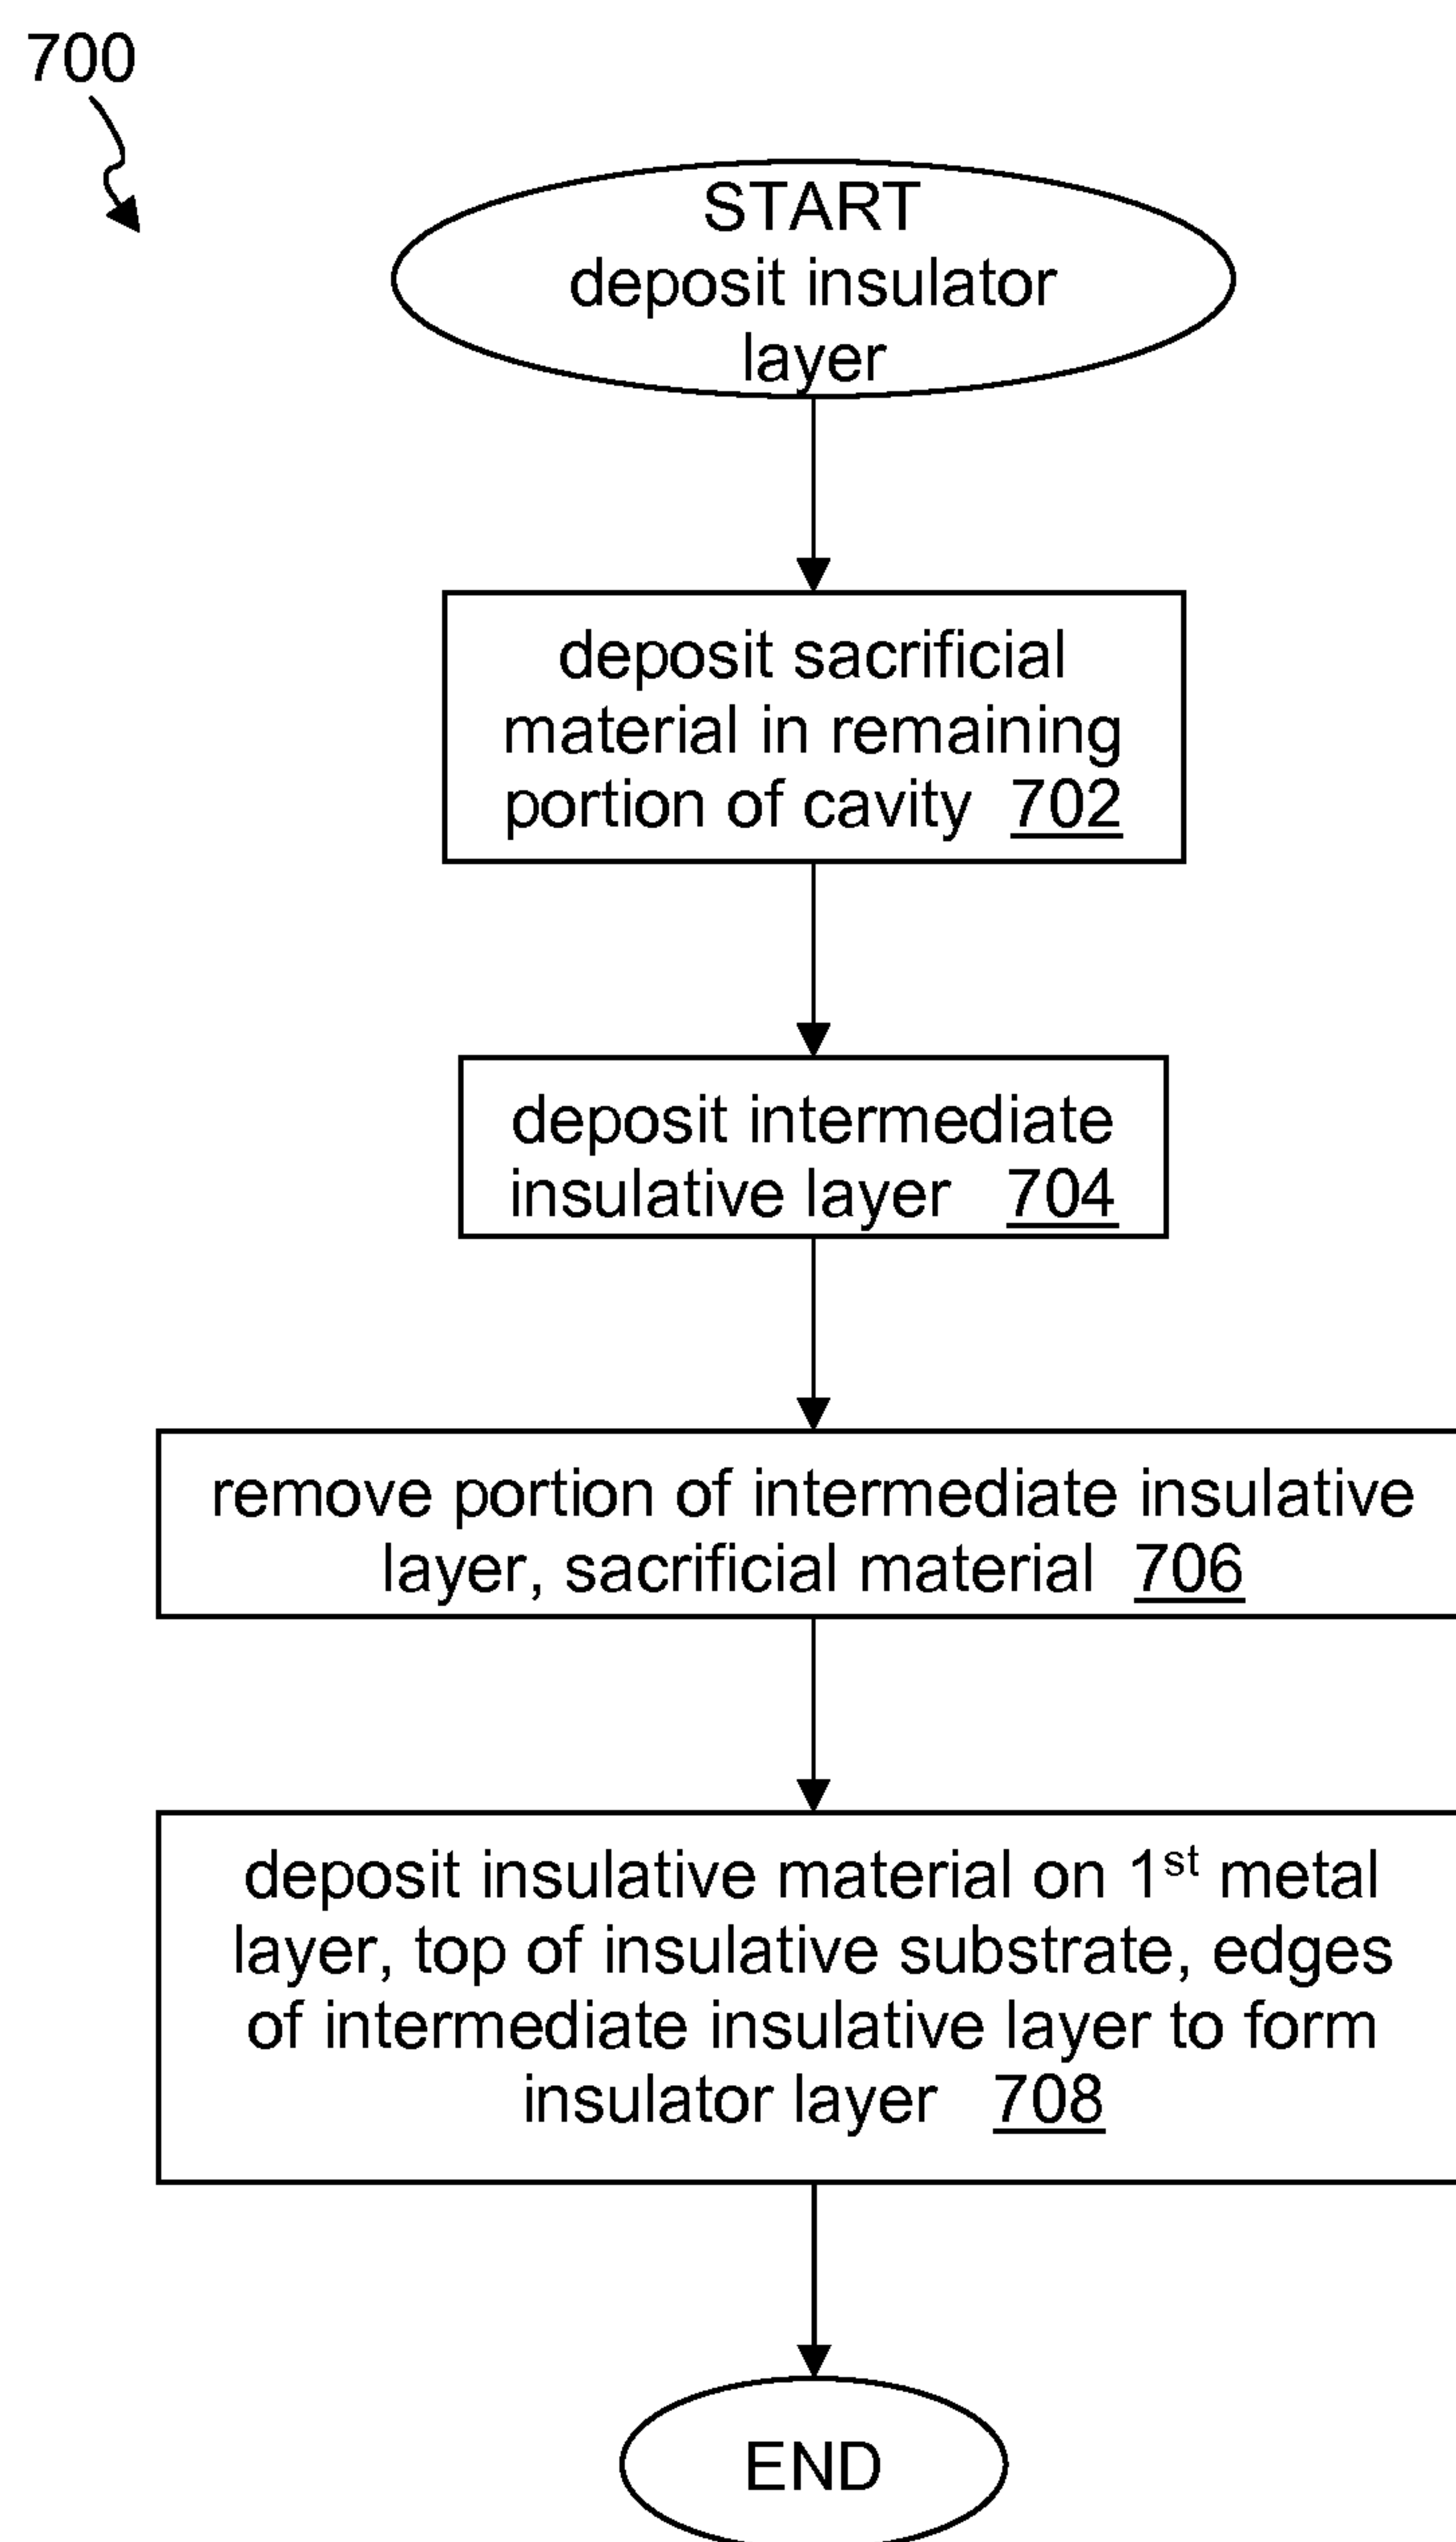 700
START
deposit insulator
layer
deposit sacrificial
material in remaining
portion of cavity 702
deposit intermediate
insulative layer 704
remove portion of intermediate insulative
layer, sacrificial material 706
deposit insulative material on 1st metal
layer, top of insulative substrate, edges
of intermediate insulative layer to form
insulator layer 708
END